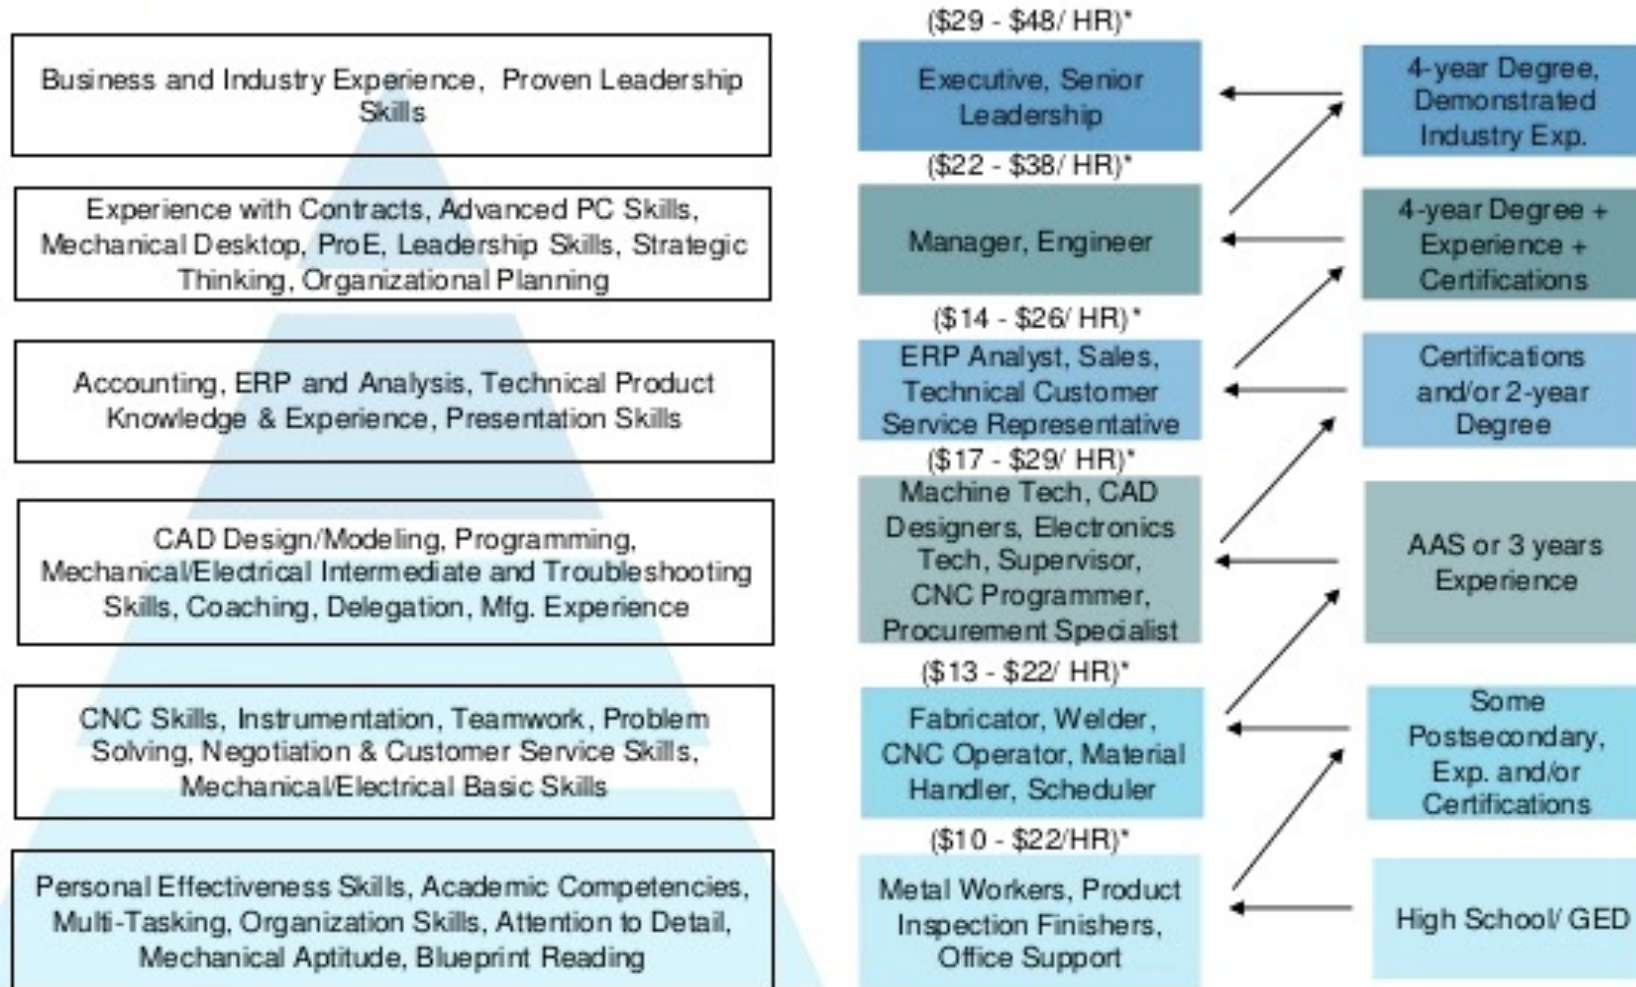 ($29 - $48/ HR)*
Business and Industry Experience, Proven Leadership
Skills
Executive, Senior
Leadership
4-year Degree,
Demonstrated
Industry Exp.
($22 - $38/ HR)*
Experience with Contracts, Advanced PC Skills,
Mechanical Desktop, ProE, Leadership Skills, Strategic
Thinking, Organizational Planning
Manager, Engineer
4-year Degree +
Experience +
Certifications
($14 - $26/ HR)*
Accounting, ERP and Analysis, Technical Product
Knowledge & Experience, Presentation Skills
ERP Analyst, Sales,
Technical Customer
Service Representative
Certifications
and/or 2-year
Degree
($17 - $29/ HR)*
CAD Design/Modeling, Programming,
Mechanical/Electrical Intermediate and Troubleshooting
Skills, Coaching, Delegation, Mfg. Experience
Machine Tech, CAD
Designers, Electronics
Tech, Supervisor,
CNC Programmer,
Procurement Specialist
AAS or 3 years
Experience
($13 - $22/ HR)*
CNC Skills, Instrumentation, Teamwork, Problem
Solving, Negotiation & Customer Service Skills,
Mechanical/Electrical Basic Skills
Fabricator, Welder,
CNC Operator, Material
Handler, Scheduler
Some
Postsecondary,
Exp. and/or
Certifications
($10 - $22/HR)*
Personal Effectiveness Skills, Academic Competencies,
Multi-Tasking, Organization Skills, Attention to Detail,
Mechanical Aptitude, Blueprint Reading
Metal Workers, Product
Inspection Finishers,
Office Support
High School/ GED